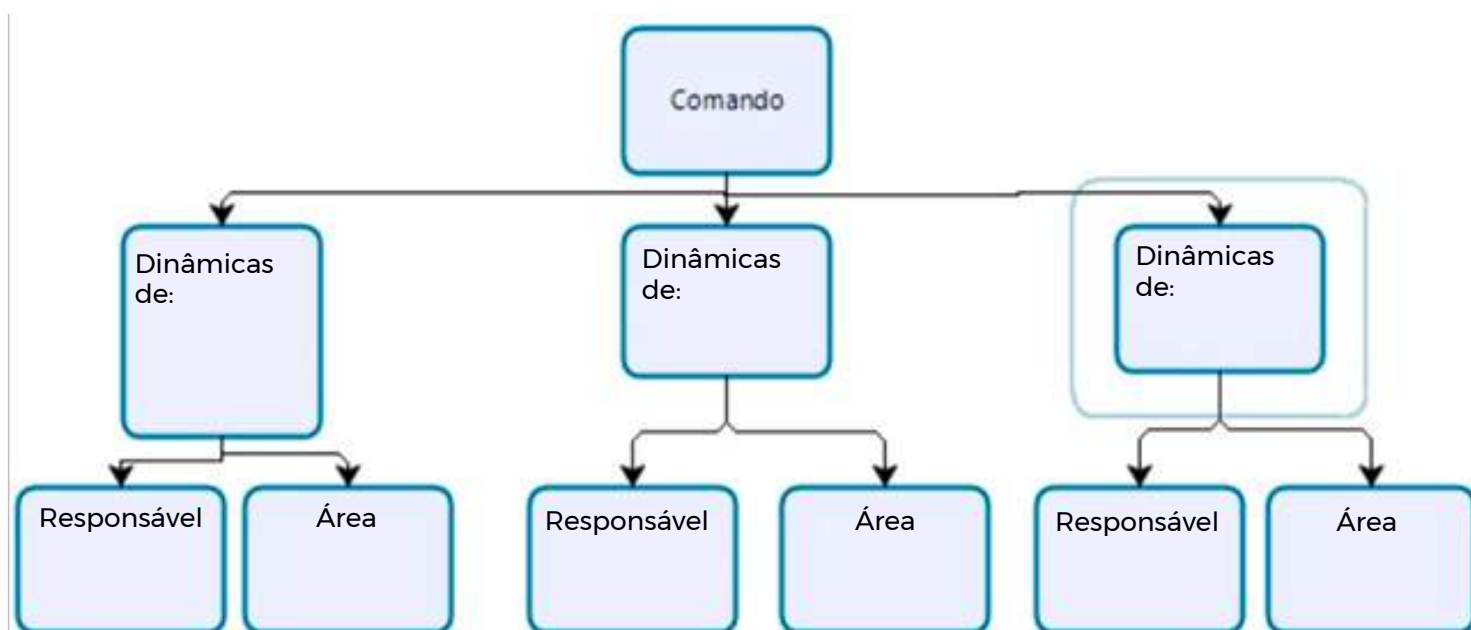 Comando
Dinâmicas
de:
Dinâmicas
de:
Dinâmicas
de:
Responsável
Área
Responsável
Área
Responsável
Área